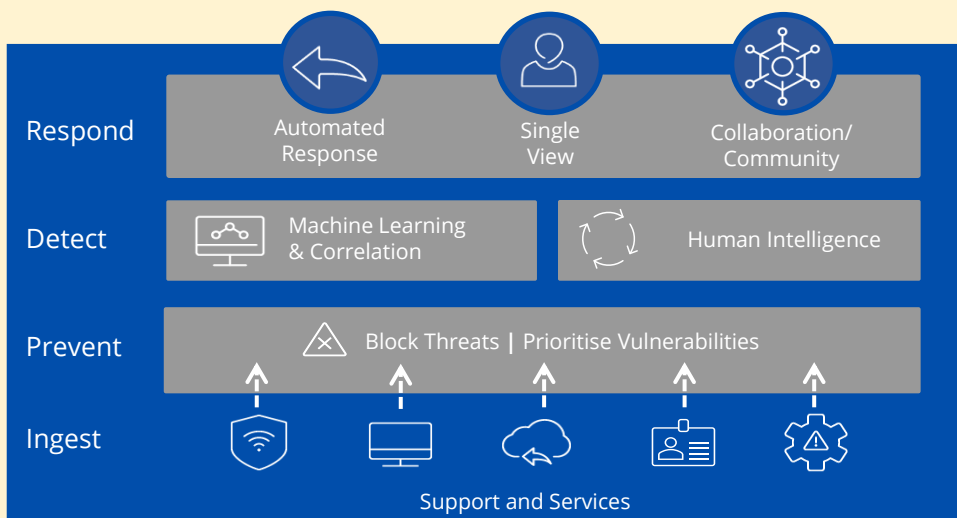 Respond
Automated
Response
Single
View
Collaboration/
Community
Detect
Machine Learning
& Correlation
Human Intelligence
Prevent
Block Threats | Prioritise Vulnerabilities
Ingest
Support and Services